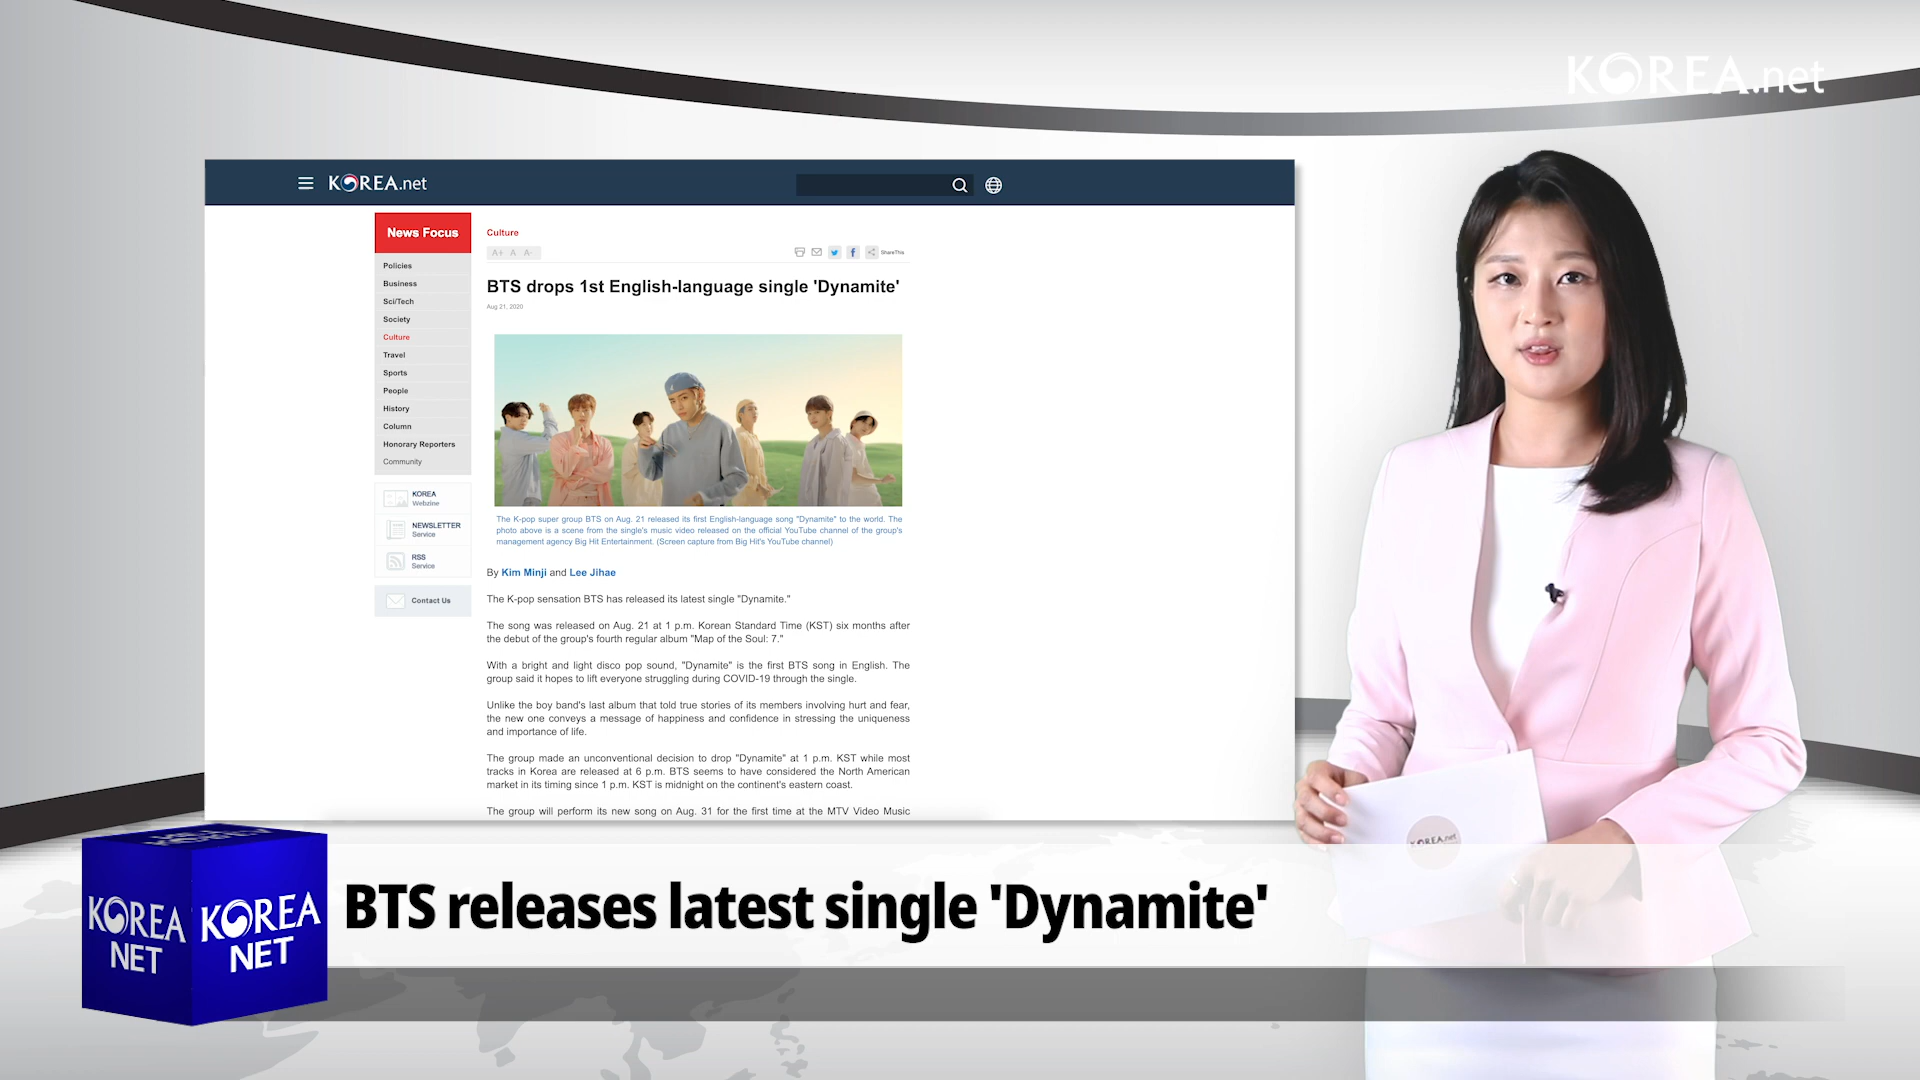 KOREA.net
KOREA.net
News Focus
Policies
Business
Sci/Tech
Society
Culture
Travel
Sports
People
History
Column
Honorary Reporters
Community
KOREA
Webzine
NEWSLETTER
Service
RSS
Service
Contact Us
Culture
A+ A A-
ShareThis
BTS drops 1st English-language single 'Dynamite'
Aug 21, 2020
The K-pop super group BTS on Aug. 21 released its first English-language song "Dynamite" to the world. The
photo above is a scene from the single's music video released on the official YouTube channel of the group's
management agency Big Hit Entertainment. (Screen capture from Big Hit's YouTube channel)
By Kim Minji and Lee Jihae
The K-pop sensation BTS has released its latest single "Dynamite."
The song was released on Aug. 21 at 1 p.m. Korean Standard Time (KST) six months after
the debut of the group's fourth regular album "Map of the Soul: 7."
With a bright and light disco pop sound, "Dynamite" is the first BTS song in English. The
group said it hopes to lift everyone struggling during COVID-19 through the single.
Unlike the boy band's last album that told true stories of its members involving hurt and fear,
the new one conveys a message of happiness and confidence in stressing the uniqueness
and importance of life.
The group made an unconventional decision to drop "Dynamite" at 1 p.m. KST while most
tracks in Korea are released at 6 p.m. BTS seems to have considered the North American
market in its timing since 1 p.m. KST is midnight on the continent's eastern coast.
The group will perform its new song on Aug. 31 for the first time at the MTV Video Music
KOREA.net
KOREA
NET
KOREA
NET
BTS releases latest single 'Dynamite'